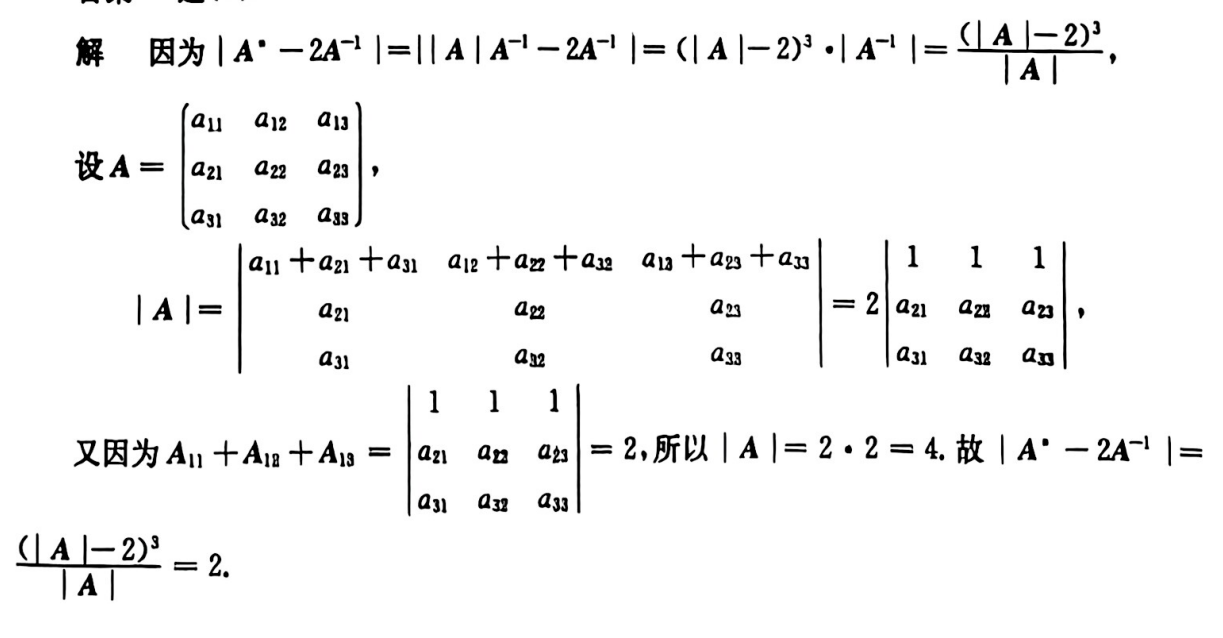 解 因为 | A* − 2A⁻¹ |=|| A | A⁻¹ − 2A⁻¹ |= (| A |−2)³ •| A⁻¹ |= (| A |−2)³ / | A | ,
设 A = ( a₁₁ a₁₂ a₁₃
a₂₁ a₂₂ a₂₃
a₃₁ a₃₂ a₃₃ ) ,
| A |= | a₁₁ + a₂₁ + a₃₁ a₁₂ + a₂₂ + a₃₂ a₁₃ + a₂₃ + a₃₃
a₂₁ a₂₂ a₂₃
a₃₁ a₃₂ a₃₃ | = 2 | 1 1 1
a₂₁ a₂₂ a₂₃
a₃₁ a₃₂ a₃₃ | ,
又因为 A₁₁ + A₁₂ + A₁₃ = | 1 1 1
a₂₁ a₂₂ a₂₃
a₃₁ a₃₂ a₃₃ | = 2,所以 | A |= 2 • 2 = 4. 故 | A* − 2A⁻¹ |=
(| A |−2)³ / | A | = 2.